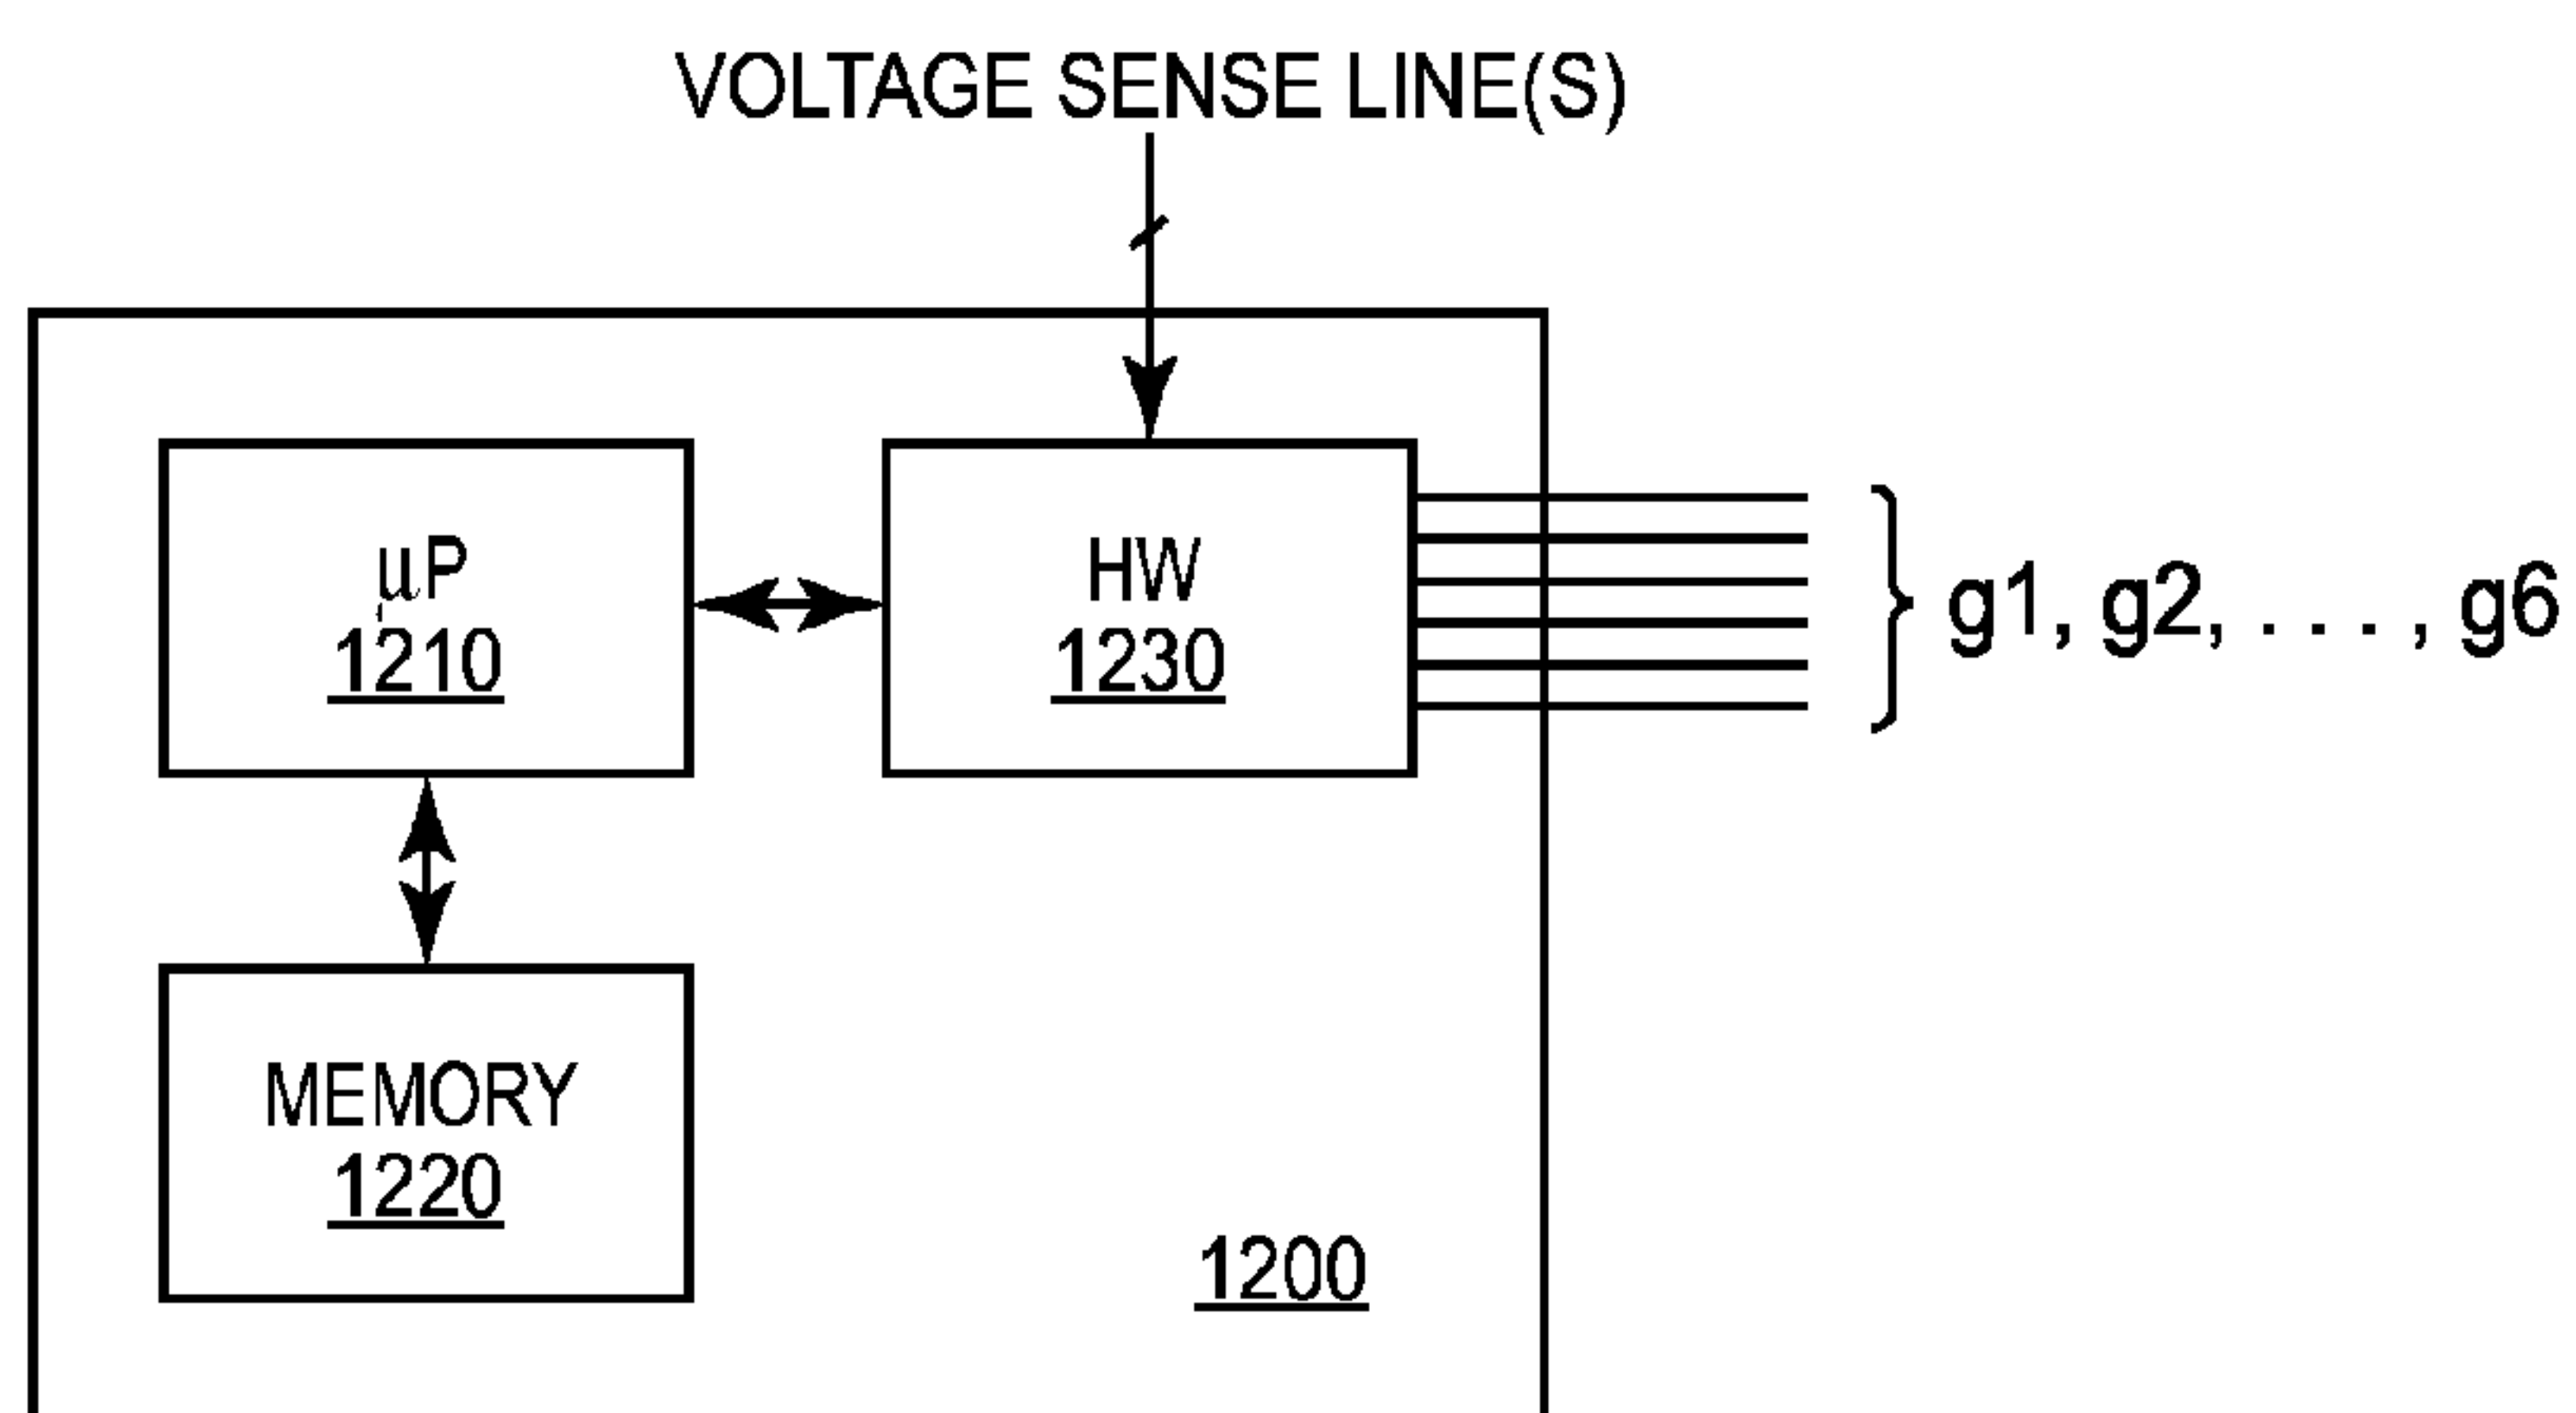 VOLTAGE SENSE LINE(S)
μP
1210
HW
1230
g1, g2, . . . , g6
MEMORY
1220
1200